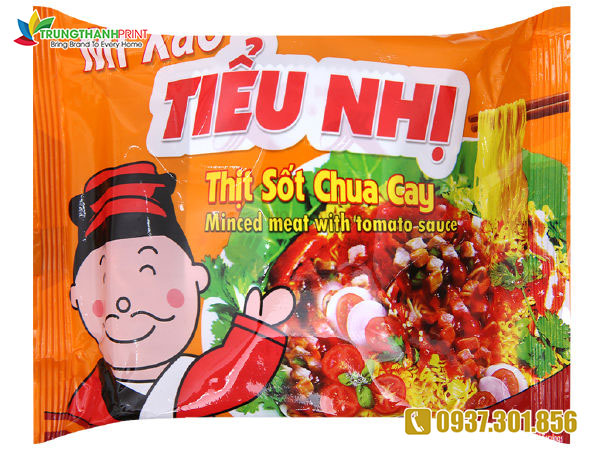 TRUNGTHANHPRINT
Bring Brand To Every Home
Mì Xào
TIỂU NHỊ
Thịt Sốt Chua Cay
Minced meat with tomato sauce
0937.301.856